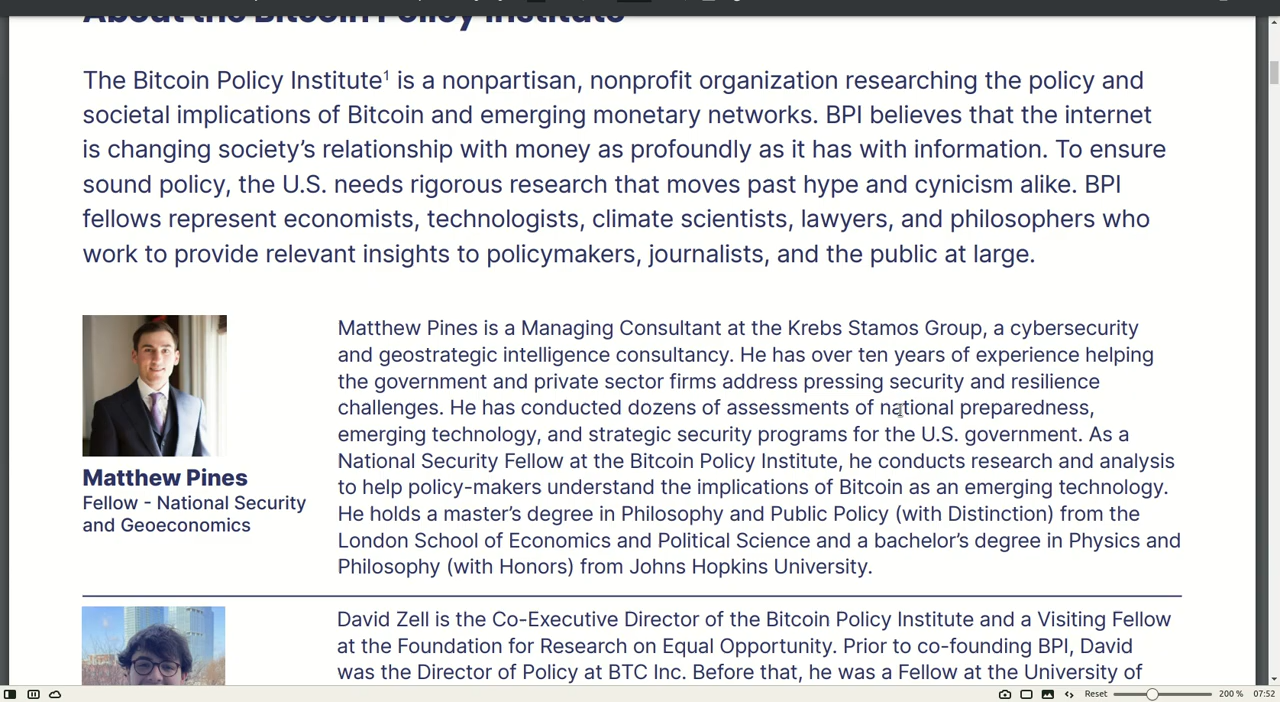 About the Bitcoin Policy Institute
The Bitcoin Policy Institute¹ is a nonpartisan, nonprofit organization researching the policy and
societal implications of Bitcoin and emerging monetary networks. BPI believes that the internet
is changing society’s relationship with money as profoundly as it has with information. To ensure
sound policy, the U.S. needs rigorous research that moves past hype and cynicism alike. BPI
fellows represent economists, technologists, climate scientists, lawyers, and philosophers who
work to provide relevant insights to policymakers, journalists, and the public at large.
Matthew Pines is a Managing Consultant at the Krebs Stamos Group, a cybersecurity
and geostrategic intelligence consultancy. He has over ten years of experience helping
the government and private sector firms address pressing security and resilience
challenges. He has conducted dozens of assessments of national preparedness,
emerging technology, and strategic security programs for the U.S. government. As a
National Security Fellow at the Bitcoin Policy Institute, he conducts research and analysis
to help policy-makers understand the implications of Bitcoin as an emerging technology.
He holds a master’s degree in Philosophy and Public Policy (with Distinction) from the
London School of Economics and Political Science and a bachelor’s degree in Physics and
Philosophy (with Honors) from Johns Hopkins University.
Matthew Pines
Fellow - National Security
and Geoeconomics
David Zell is the Co-Executive Director of the Bitcoin Policy Institute and a Visiting Fellow
at the Foundation for Research on Equal Opportunity. Prior to co-founding BPI, David
was the Director of Policy at BTC Inc. Before that, he was a Fellow at the University of
Reset 200 % 07:52